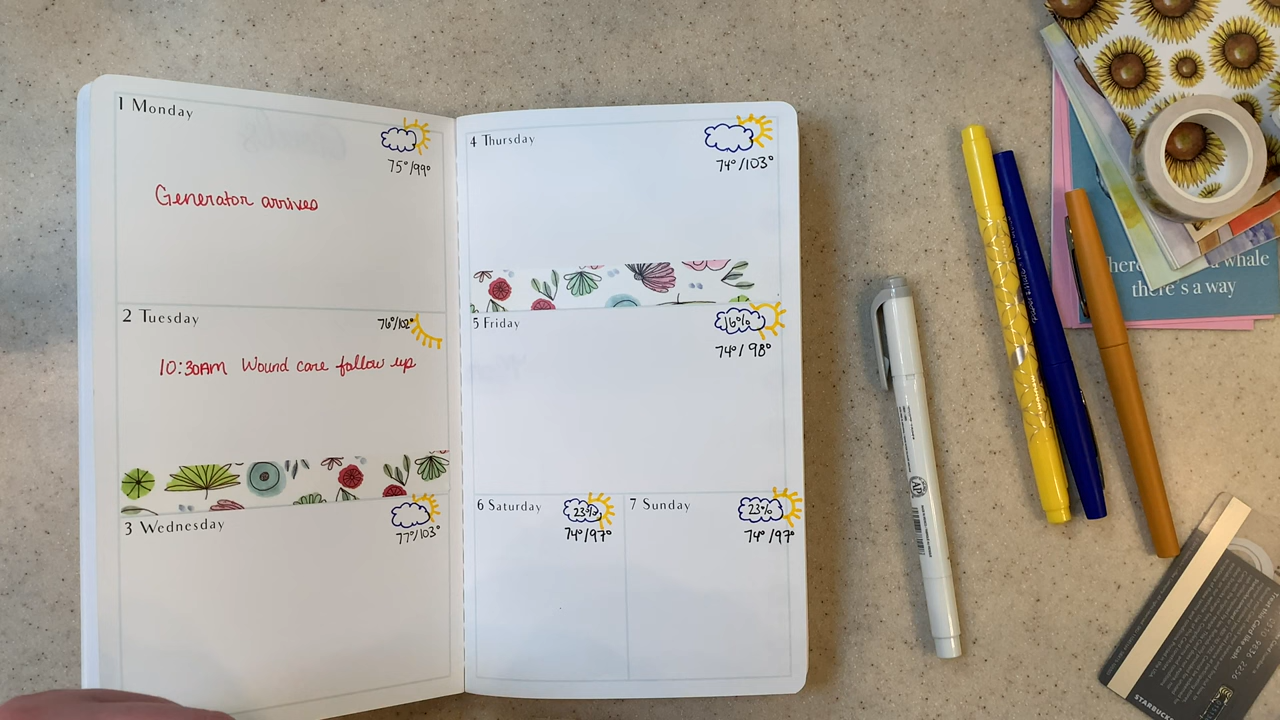 1 Monday
75°/99°
Generator arrives
2 Tuesday
76°/102°
10:30AM Wound care follow up
3 Wednesday
77°/103°
4 Thursday
74°/103°
5 Friday
16%
74°/98°
6 Saturday
23%
74°/97°
7 Sunday
23%
74°/97°
whale
there's a way
AP
STARBUCKS